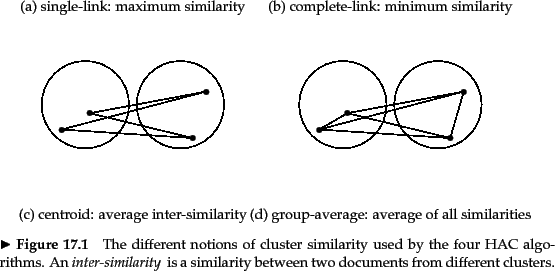 (a) single-link: maximum similarity (b) complete-link: minimum similarity
(c) centroid: average inter-similarity (d) group-average: average of all similarities
▶ Figure 17.1 The different notions of cluster similarity used by the four HAC algo-
rithms. An inter-similarity is a similarity between two documents from different clusters.